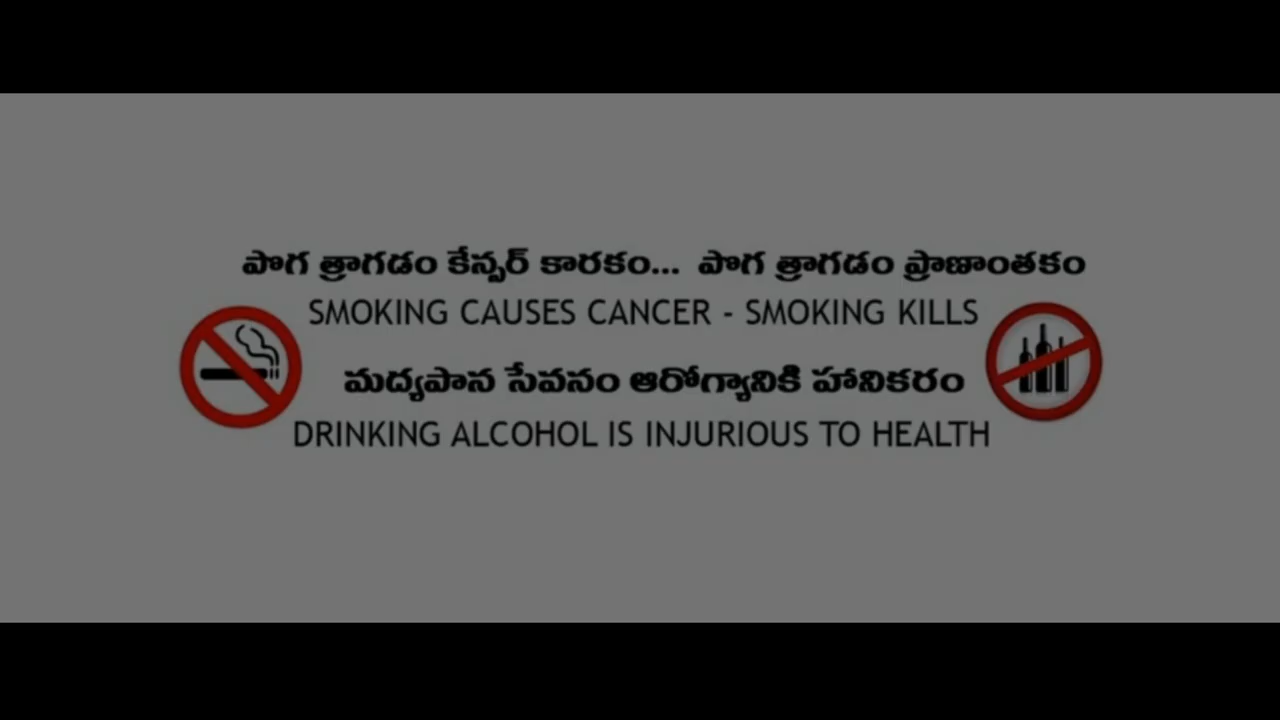 పొగ త్రాగడం కేన్సర్ కారకం... పొగ త్రాగడం ప్రాణాంతకం
SMOKING CAUSES CANCER - SMOKING KILLS
మద్యపాన సేవనం ఆరోగ్యానికి హానికరం
DRINKING ALCOHOL IS INJURIOUS TO HEALTH